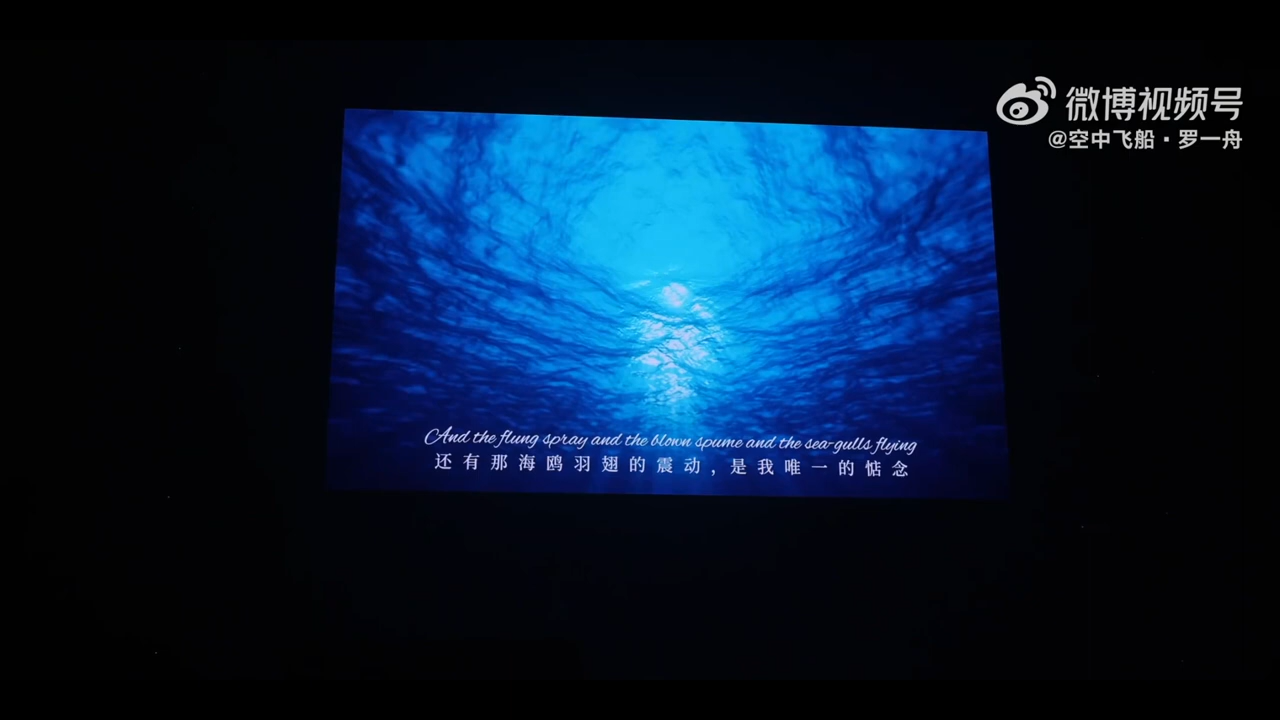 微博视频号
@空中飞船·罗一舟
And the flung spray and the blown spume and the sea-gulls flying
还有那海鸥羽翅的震动,是我唯一的惦念